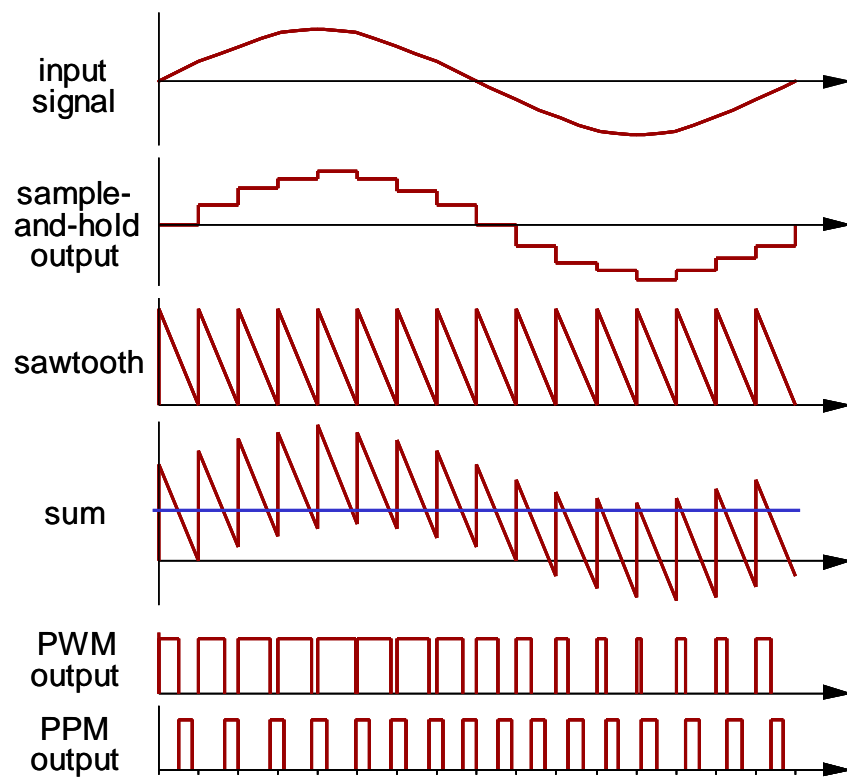 input
signal
sample-
and-hold
output
sawtooth
sum
PWM
output
PPM
output